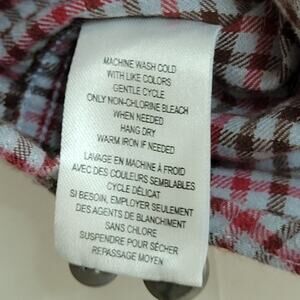 MACHINE WASH COLD
WITH LIKE COLORS
GENTLE CYCLE
ONLY NON-CHLORINE BLEACH
WHEN NEEDED
HANG DRY
WARM IRON IF NEEDED
LAVAGE EN MACHINE À FROID
AVEC DES COULEURS SEMBLABLES
CYCLE DÉLICAT
SI BESOIN, EMPLOYER SEULEMENT
DES AGENTS DE BLANCHIMENT
SANS CHLORE
SUSPENDRE POUR SÉCHER
REPASSAGE MOYEN